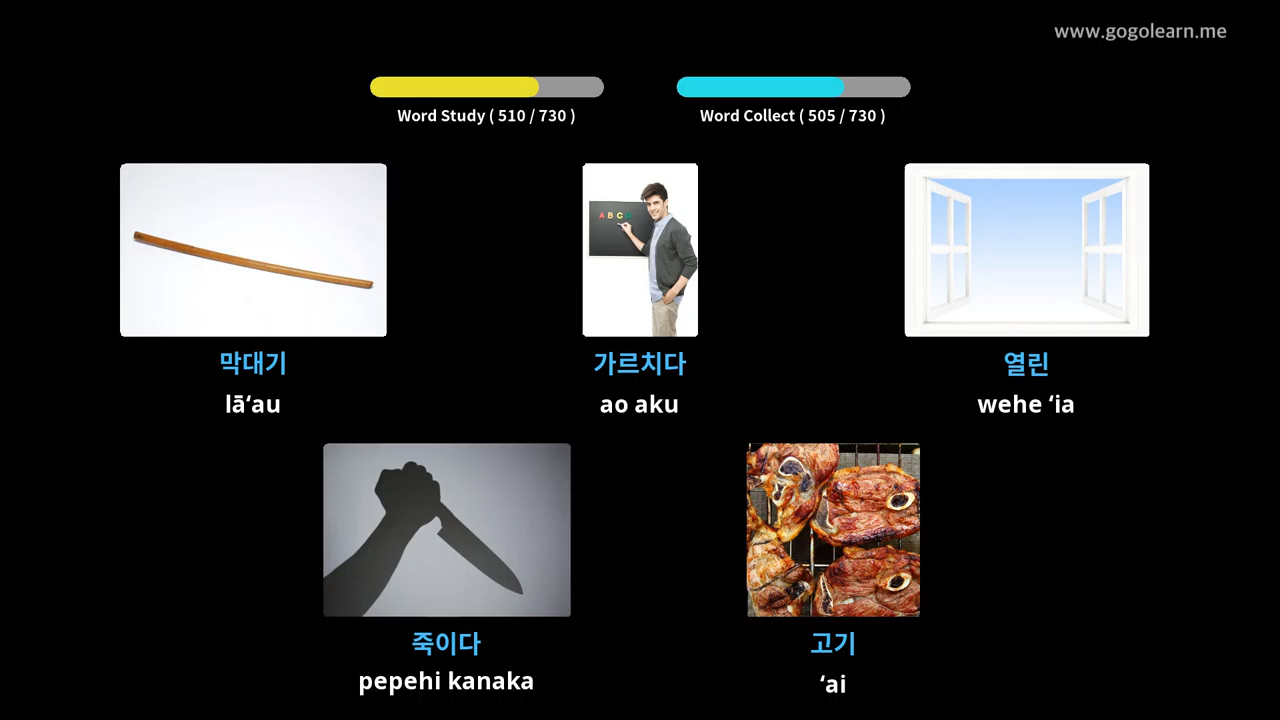 www.gogolearn.me
Word Study ( 510 / 730 )
Word Collect ( 505 / 730 )
A B C D
막대기
가르치다
열린
lāʻau
ao aku
wehe ʻia
죽이다
고기
pepehi kanaka
ʻai